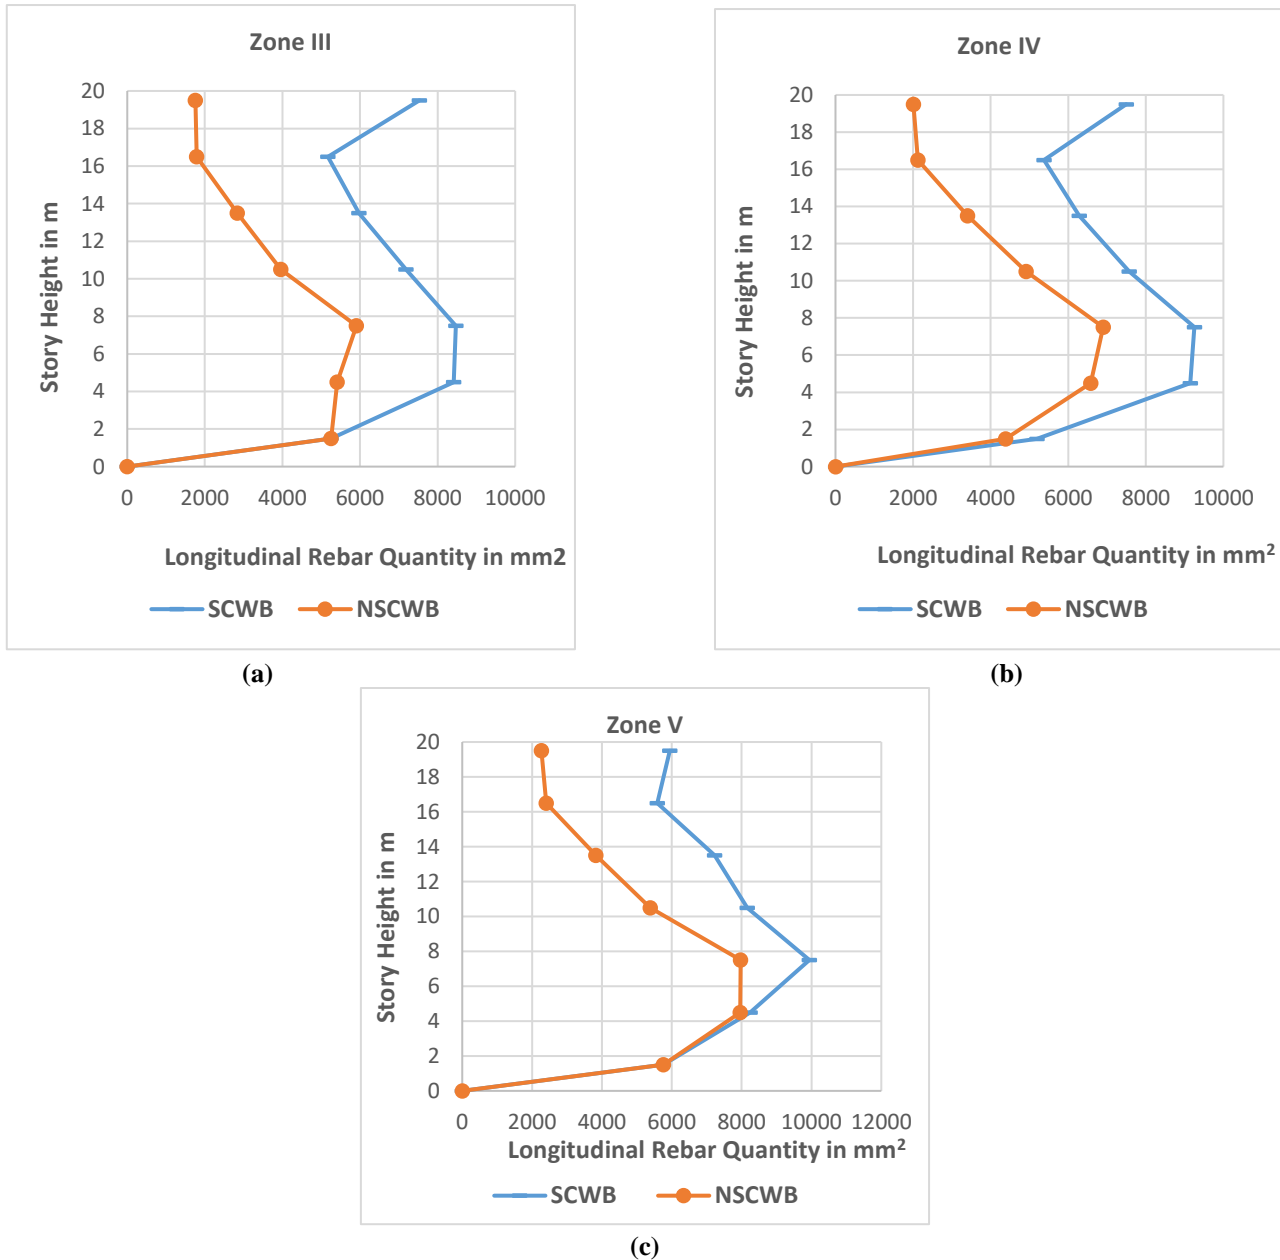 Zone III
20
18
16
14
12
10
8
6
4
2
0
0 2000 4000 6000 8000 10000
Story Height in m
Longitudinal Rebar Quantity in mm2
SCWB NSCWB
(a)
Zone IV
20
18
16
14
12
10
8
6
4
2
0
0 2000 4000 6000 8000 10000
Story Height in m
Longitudinal Rebar Quantity in mm²
SCWB NSCWB
(b)
Zone V
20
18
16
14
12
10
8
6
4
2
0
0 2000 4000 6000 8000 10000 12000
Story Height in m
Longitudinal Rebar Quantity in mm²
SCWB NSCWB
(c)